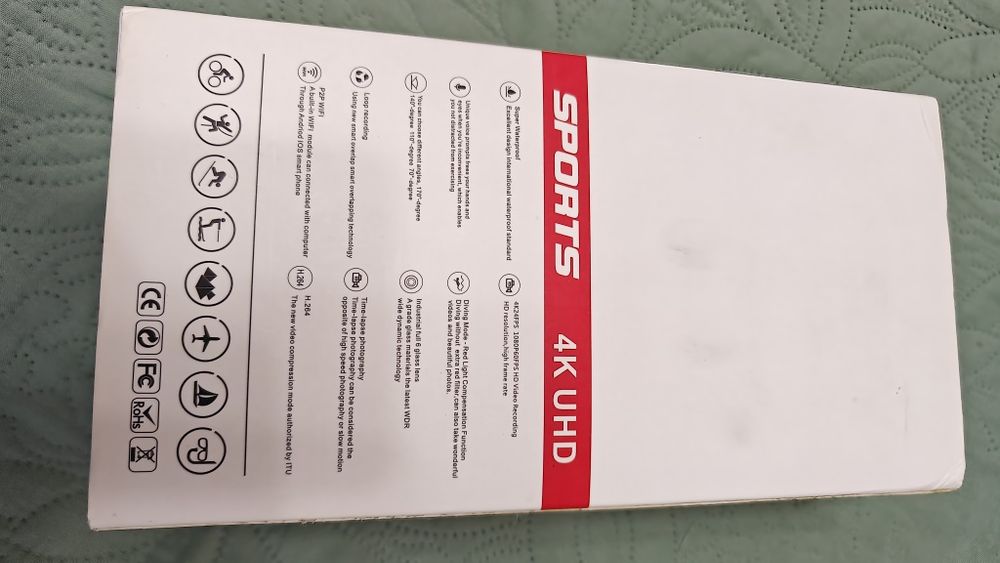 SPORTS 4K UHD
Super Waterproof
Excellent design international waterproof standard
4K24FPS 1080P60FPS HD Video Recording
HD resolution,high frame rate
Unique voice prompts frees your hands and
eyes when you're inconvenient, which enables
you not distracted from exercising
Diving Mode - Red Light Compensation Function
Diving without extra red filter,can also take wonderful
videos and beautiful photos.
You can choose different angles, 170°-degree
140°-degree 110°-degree 70°-degree
Industrial full 6 glass lens
A grade glass materials the latest WDR
wide dynamic technology
Loop recording
Using new smart overlap smart overlapping technology
Time-lapse photography
Time-lapse photography can be considered the
opposite of high speed photography or slow motion
WiFi
P2P WIFI
A built-in WIFI module can connected with computer
Through Andriod IOS smart phone
H.264
H.264
The new video compression mode authorized by ITU
CE
FC
RoHS